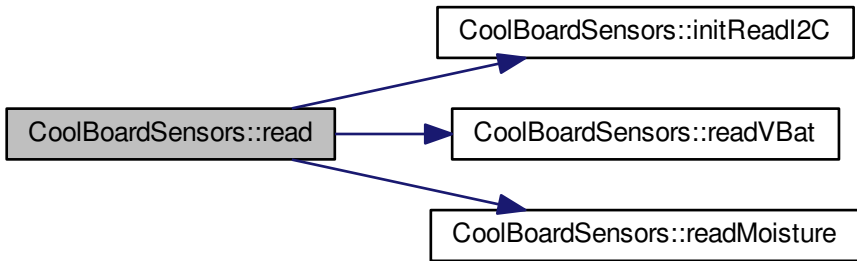 CoolBoardSensors::initReadI2C
CoolBoardSensors::read
CoolBoardSensors::readVBat
CoolBoardSensors::readMoisture